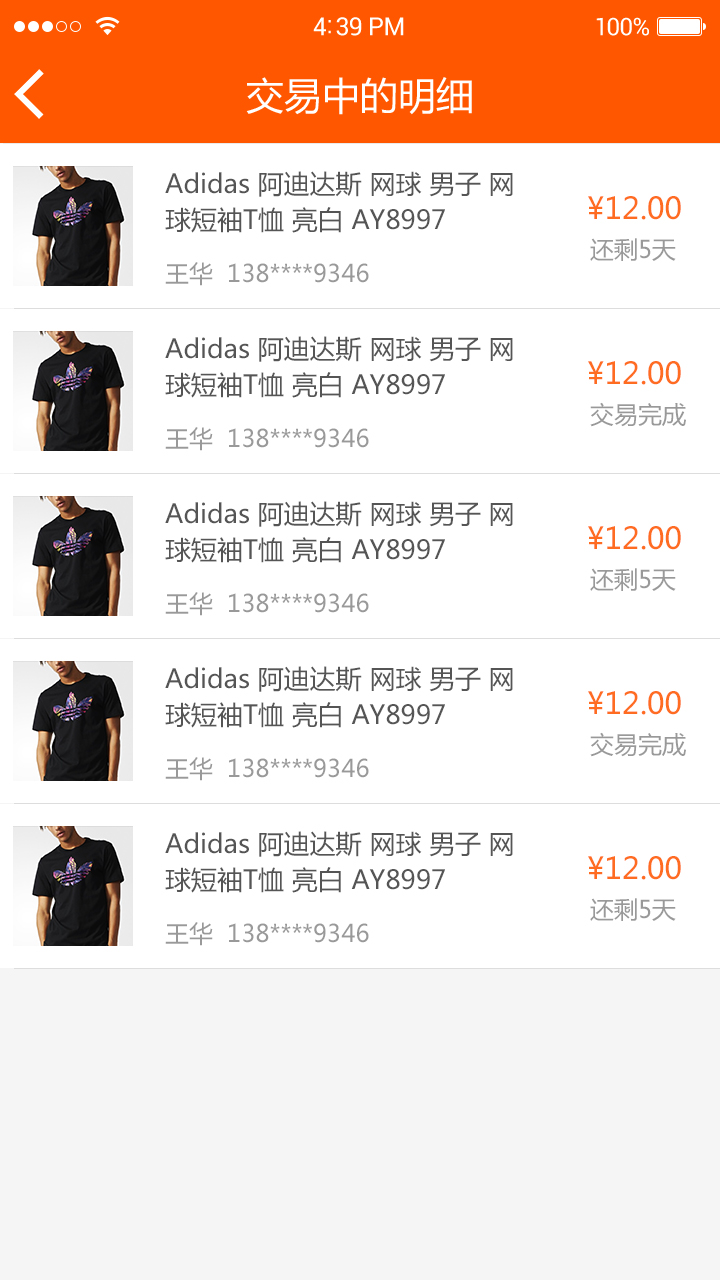 4:39 PM
100%
交易中的明细
Adidas 阿迪达斯 网球 男子 网
球短袖T恤 亮白 AY8997
¥12.00
还剩5天
王华 138****9346
Adidas 阿迪达斯 网球 男子 网
球短袖T恤 亮白 AY8997
¥12.00
交易完成
王华 138****9346
Adidas 阿迪达斯 网球 男子 网
球短袖T恤 亮白 AY8997
¥12.00
还剩5天
王华 138****9346
Adidas 阿迪达斯 网球 男子 网
球短袖T恤 亮白 AY8997
¥12.00
交易完成
王华 138****9346
Adidas 阿迪达斯 网球 男子 网
球短袖T恤 亮白 AY8997
¥12.00
还剩5天
王华 138****9346